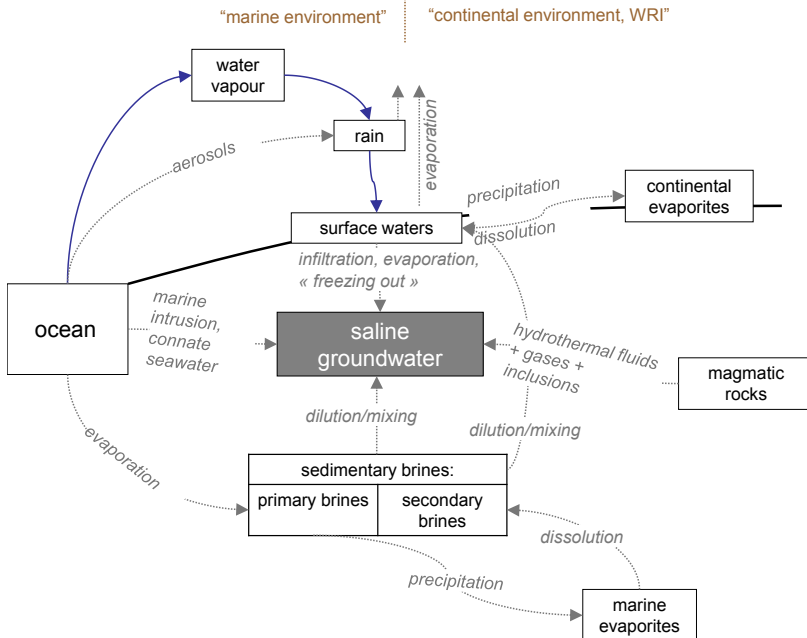 “marine environment”
“continental environment, WRI”
water
vapour
rain
aerosols
evaporation
precipitation
dissolution
continental
evaporites
surface waters
infiltration, evaporation,
« freezing out »
ocean
marine
intrusion,
connate
seawater
saline
groundwater
hydrothermal fluids
+ gases +
inclusions
magmatic
rocks
dilution/mixing
dilution/mixing
evaporation
sedimentary brines:
primary brines
secondary
brines
dissolution
precipitation
marine
evaporites